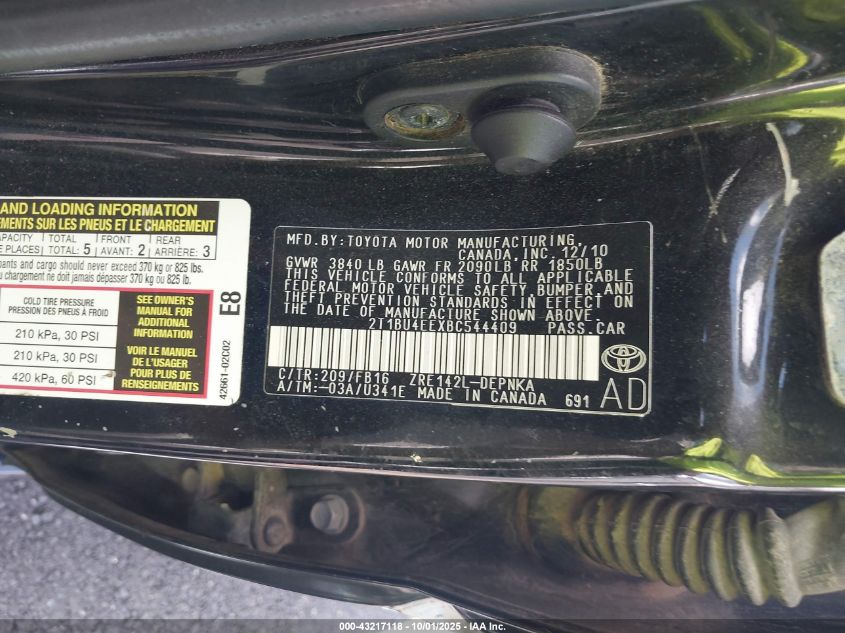 AND LOADING INFORMATION
EMENTS SUR LES PNEUS ET LE CHARGEMENT
CAPACITY TOTAL FRONT REAR
E PLACES TOTAL: 5 AVANT: 2 ARRIÈRE: 3
pants and cargo should never exceed 370 kg or 825 lbs.
u chargement ne doit jamais dépasser 370 kg ou 825 lb.
COLD TIRE PRESSURE
PRESSION DES PNEUS À FROID
210 kPa, 30 PSI
210 kPa, 30 PSI
420 kPa, 60 PSI
SEE OWNER'S
MANUAL FOR
ADDITIONAL
INFORMATION
VOIR LE MANUEL
DE L'USAGER
POUR PLUS DE
RENSEIGNEMENTS
E8
42661-02C02
MFD.BY:TOYOTA MOTOR MANUFACTURING
CANADA, INC. 12/10
GVWR 3840LB GAWR FR 2090LB RR 1850LB
THIS VEHICLE CONFORMS TO ALL APPLICABLE
FEDERAL MOTOR VEHICLE SAFETY, BUMPER, AND
THEFT PREVENTION STANDARDS IN EFFECT ON
THE DATE OF MANUFACTURE SHOWN ABOVE.
2T1BU4EEXBC544409 PASS.CAR
C/TR:209/FB16 ZRE142L-DEPNKA
A/TM:-03A/U341E MADE IN CANADA 691
AD
TOYOTA
000-43217118 - 10/01/2025 - IAA Inc.